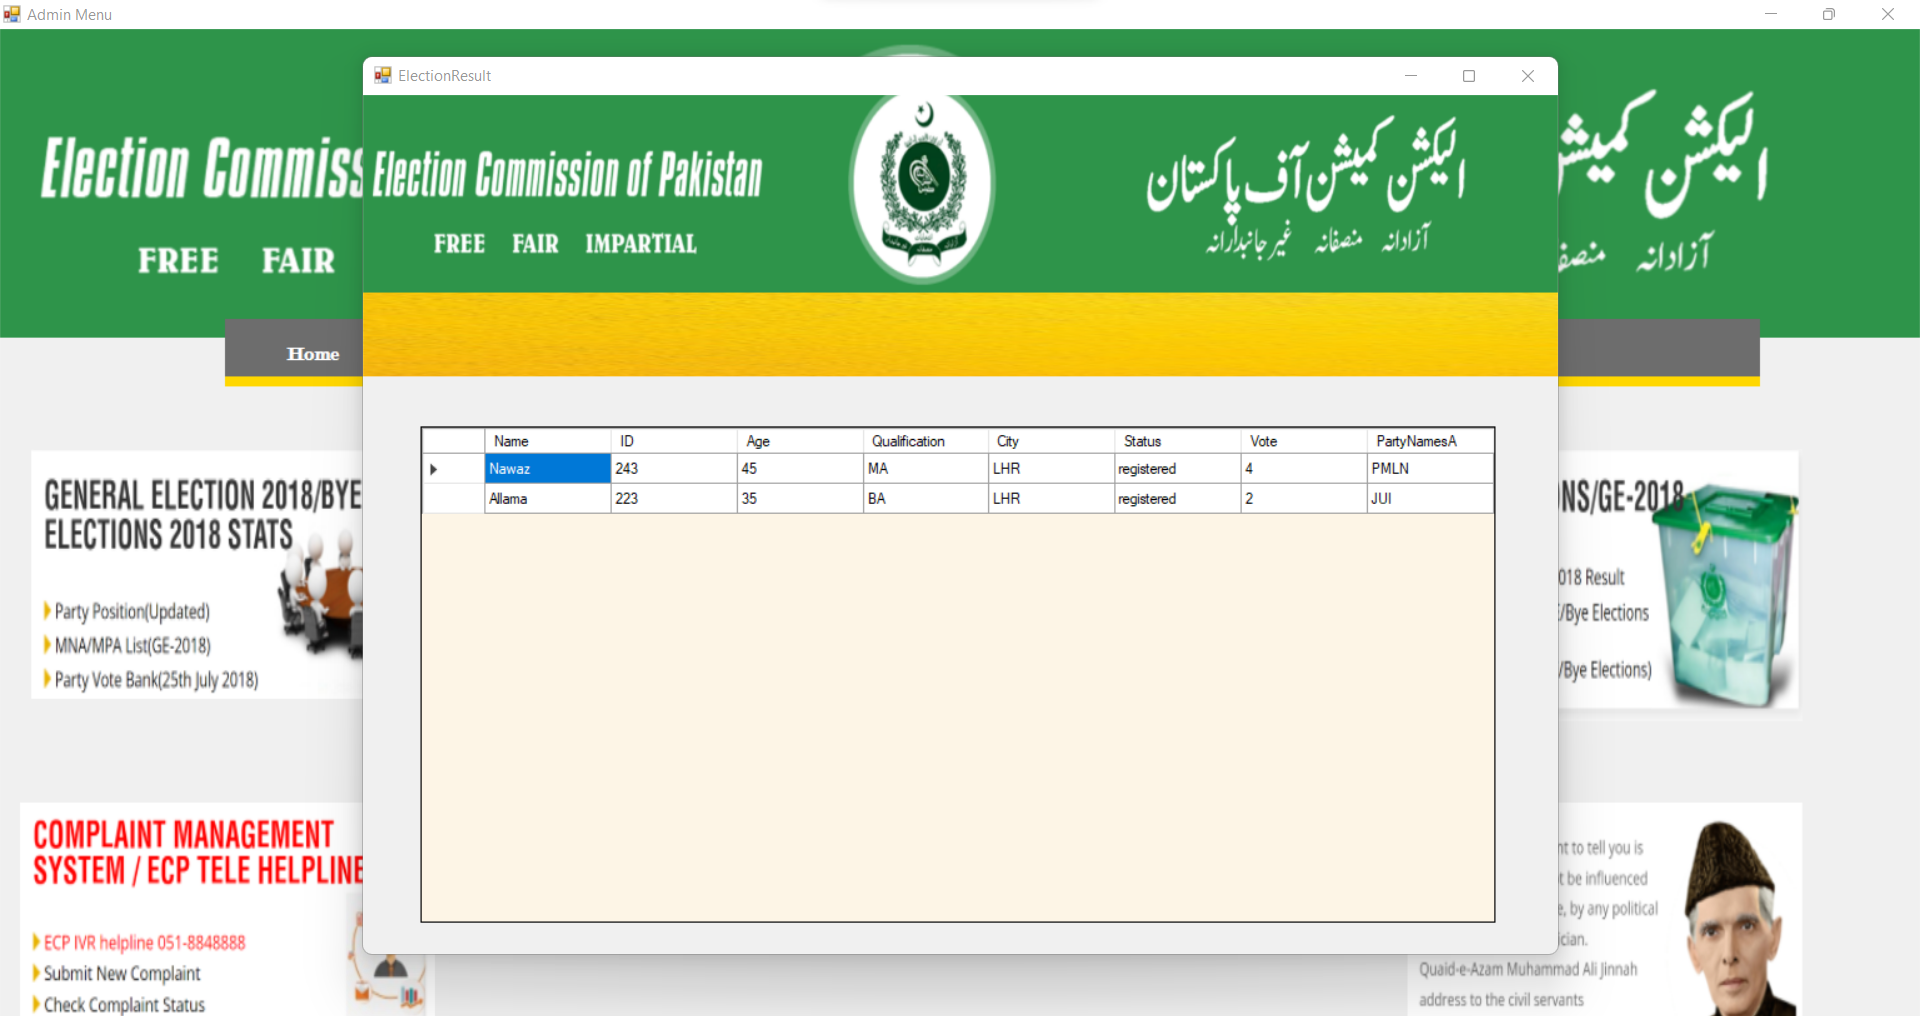 Admin Menu
Election Commiss
FREE FAIR
الیکشن کمیشن
آزادانہ منصف
Home
ElectionResult
Election Commission of Pakistan
FREE FAIR IMPARTIAL
الیکشن کمیشن آف پاکستان
آزادانہ منصفانہ غیر جانبدارانہ
Name ID Age Qualification City Status Vote PartyNamesA
Nawaz 243 45 MA LHR registered 4 PMLN
Allama 223 35 BA LHR registered 2 JUI
GENERAL ELECTION 2018/BYE
ELECTIONS 2018 STATS
Party Position(Updated)
MNA/MPA List(GE-2018)
Party Vote Bank(25th July 2018)
NS/GE-2018
018 Result
/Bye Elections
/Bye Elections)
COMPLAINT MANAGEMENT
SYSTEM / ECP TELE HELPLINE
ECP IVR helpline 051-8848888
Submit New Complaint
Check Complaint Status
nt to tell you is
t be influenced
e, by any political
ician.
Quaid-e-Azam Muhammad Ali Jinnah
address to the civil servants